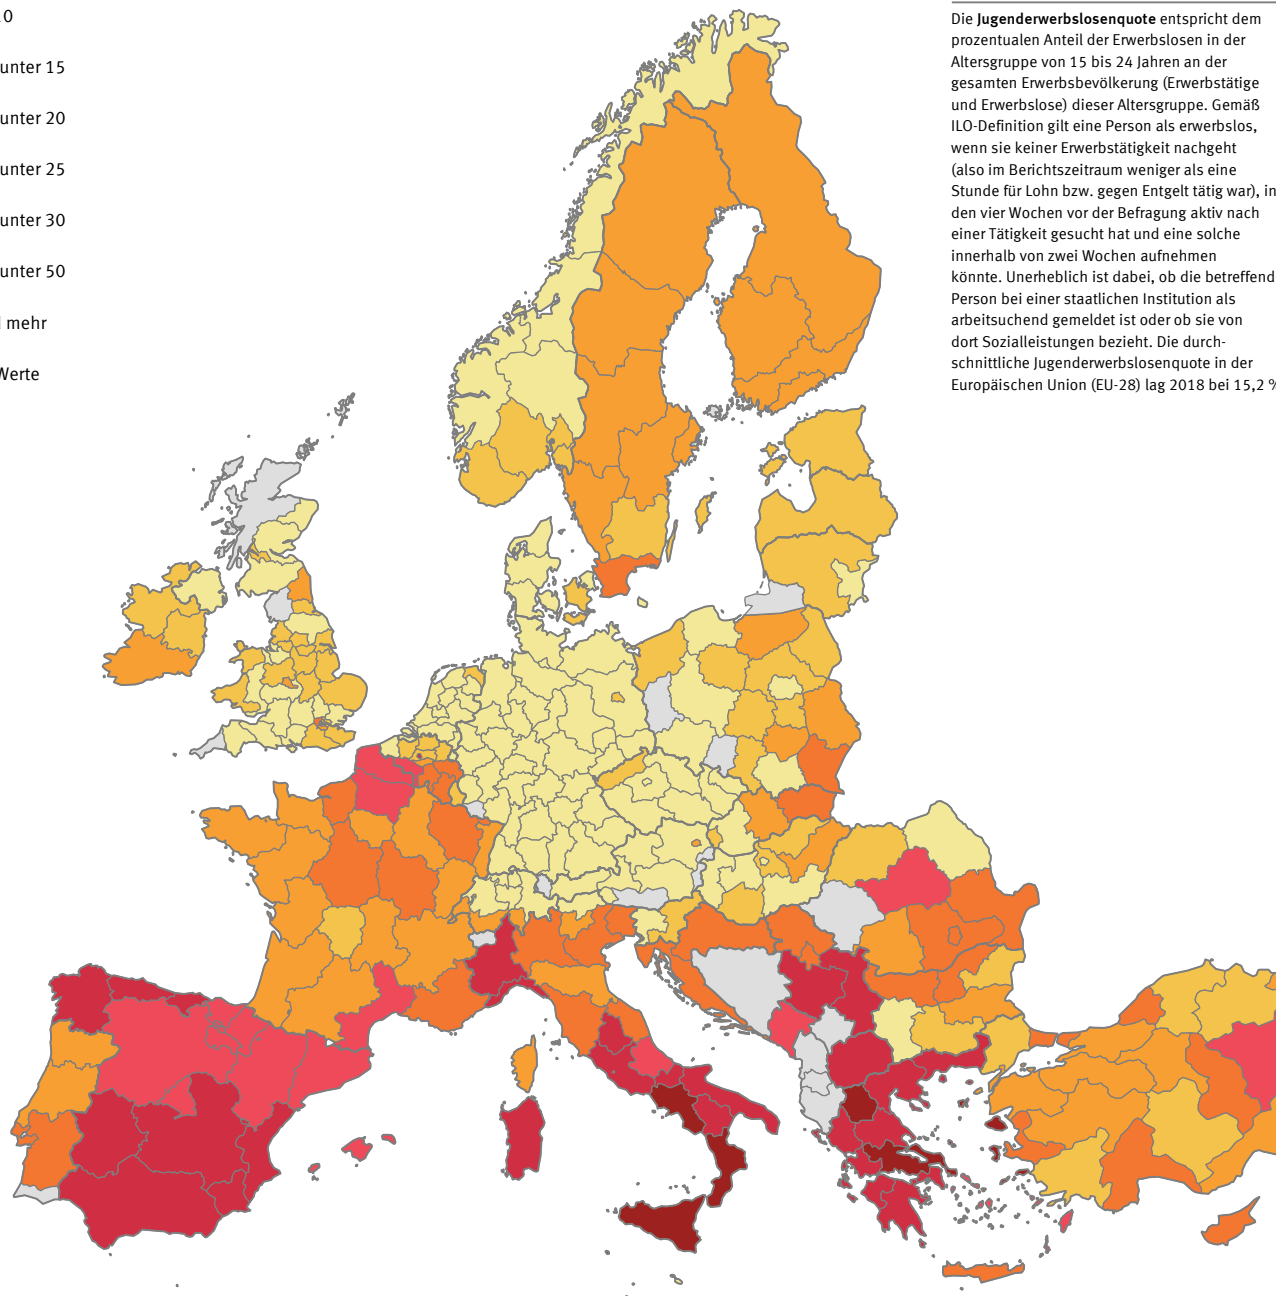 0
unter 15
unter 20
unter 25
unter 30
unter 50
mehr
Werte
Die Jugenderwerbslosenquote entspricht dem
prozentualen Anteil der Erwerbslosen in der
Altersgruppe von 15 bis 24 Jahren an der
gesamten Erwerbsbevölkerung (Erwerbstätige
und Erwerbslose) dieser Altersgruppe. Gemäß
ILO-Definition gilt eine Person als erwerbslos,
wenn sie keiner Erwerbstätigkeit nachgeht
(also im Berichtszeitraum weniger als eine
Stunde für Lohn bzw. gegen Entgelt tätig war), in
den vier Wochen vor der Befragung aktiv nach
einer Tätigkeit gesucht hat und eine solche
innerhalb von zwei Wochen aufnehmen
könnte. Unerheblich ist dabei, ob die betreffend
Person bei einer staatlichen Institution als
arbeitsuchend gemeldet ist oder ob sie von
dort Sozialleistungen bezieht. Die durch-
schnittliche Jugenderwerbslosenquote in der
Europäischen Union (EU-28) lag 2018 bei 15,2 %